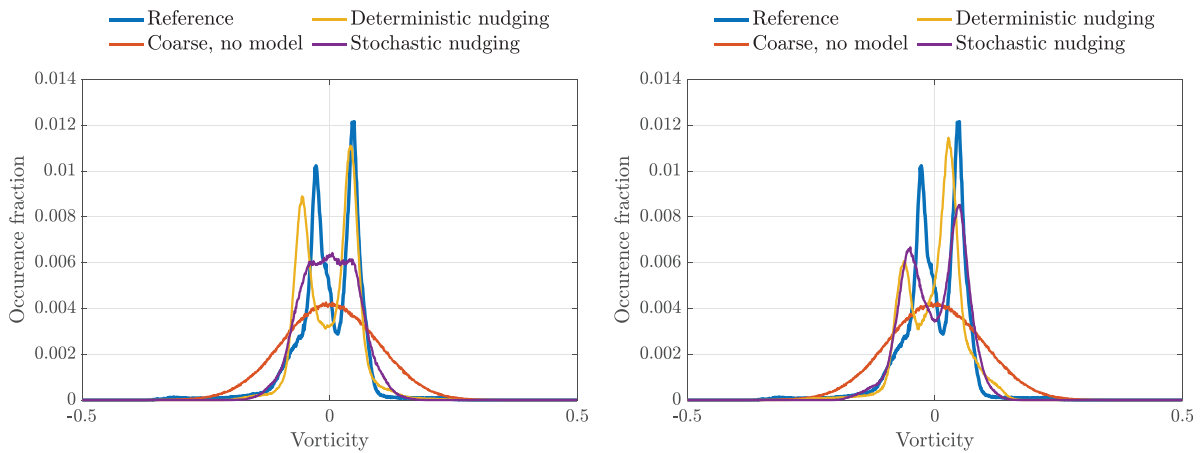 Reference
Deterministic nudging
Coarse, no model
Stochastic nudging
0.014
0.012
0.01
0.008
0.006
0.004
0.002
0
-0.5
0
0.5
Occurence fraction
Vorticity
Reference
Deterministic nudging
Coarse, no model
Stochastic nudging
0.014
0.012
0.01
0.008
0.006
0.004
0.002
0
-0.5
0
0.5
Occurence fraction
Vorticity